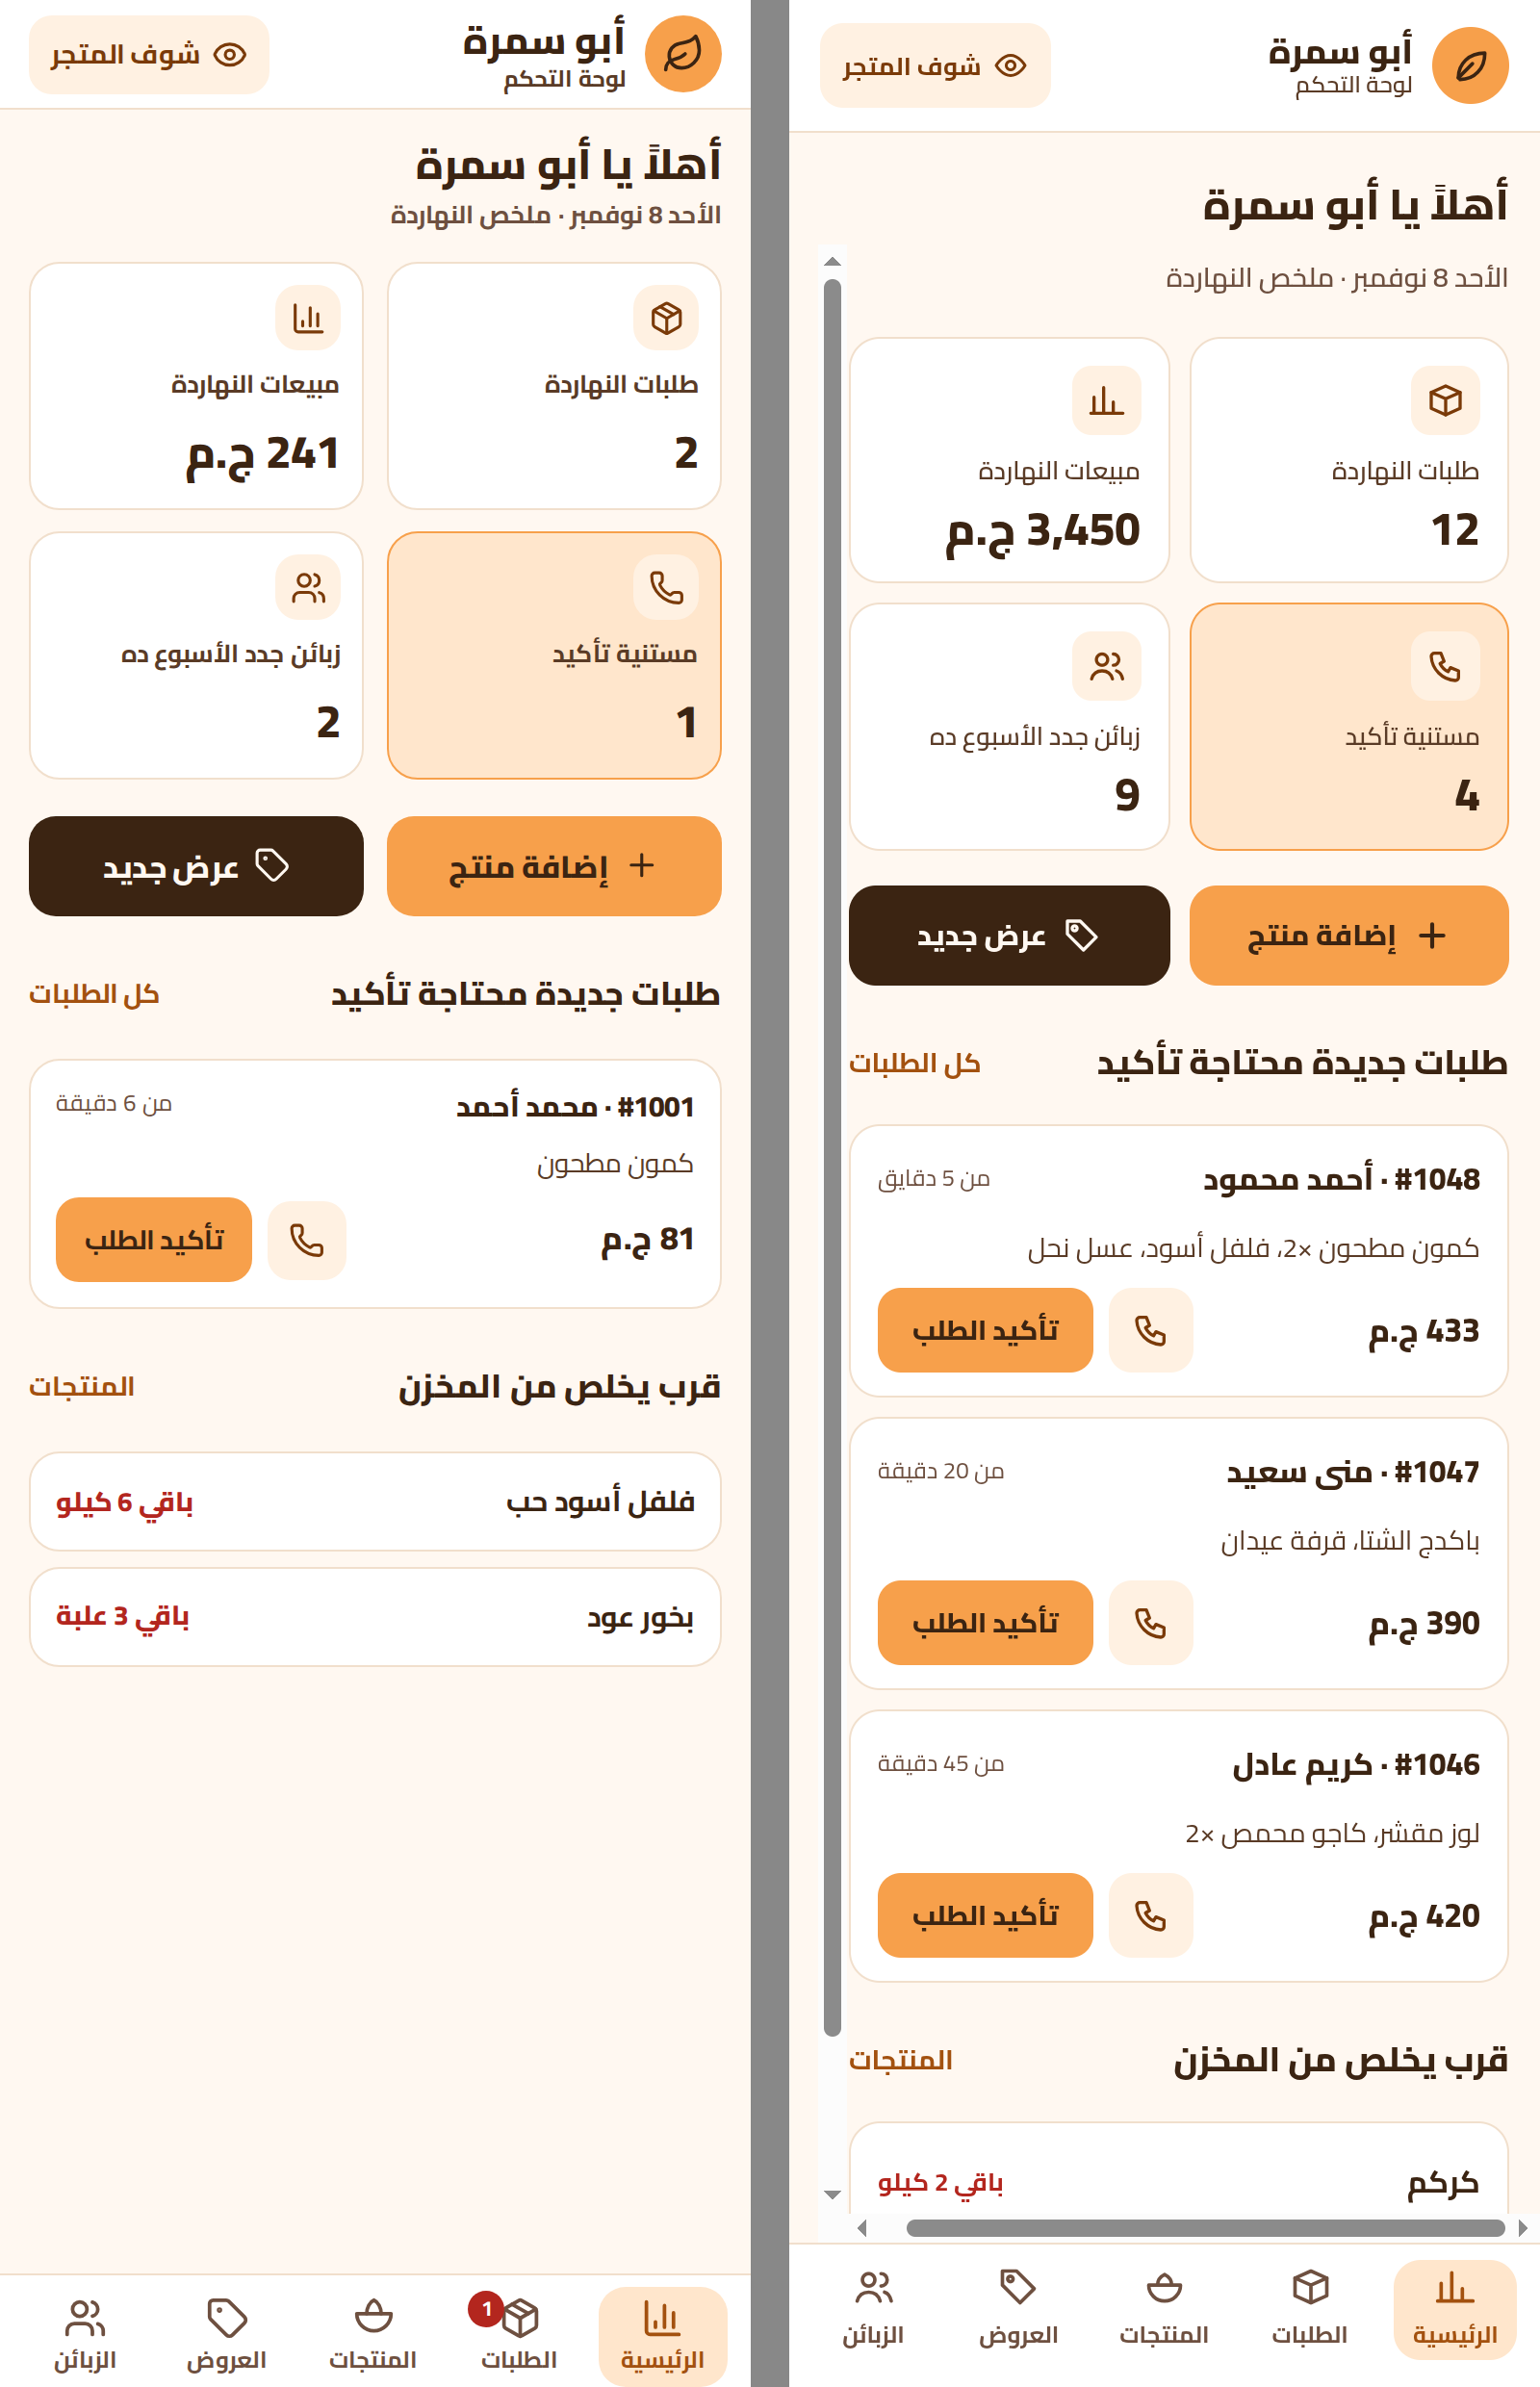 أبو سمرة
لوحة التحكم
شوف المتجر
أهلاً يا أبو سمرة
الأحد 8 نوفمبر · ملخص النهاردة
طلبات النهاردة
12
مبيعات النهاردة
3,450 ج.م
مستنية تأكيد
4
زبائن جدد الأسبوع ده
9
إضافة منتج
عرض جديد
طلبات جديدة محتاجة تأكيد
كل الطلبات
#1048 · أحمد محمود
من 5 دقايق
كمون مطحون ×2، فلفل أسود، عسل نحل
433 ج.م
تأكيد الطلب
#1047 · منى سعيد
من 20 دقيقة
باكدج الشتا، قرفة عيدان
390 ج.م
تأكيد الطلب
#1046 · كريم عادل
من 45 دقيقة
لوز مقشر، كاجو محمص ×2
420 ج.م
تأكيد الطلب
قرب يخلص من المخزن
المنتجات
كركم
باقي 2 كيلو
الرئيسية
الطلبات
المنتجات
العروض
الزبائن
أبو سمرة
لوحة التحكم
شوف المتجر
أهلاً يا أبو سمرة
الأحد 8 نوفمبر · ملخص النهاردة
طلبات النهاردة
2
مبيعات النهاردة
241 ج.م
مستنية تأكيد
1
زبائن جدد الأسبوع ده
2
إضافة منتج
عرض جديد
طلبات جديدة محتاجة تأكيد
كل الطلبات
#1001 · محمد أحمد
من 6 دقيقة
كمون مطحون
81 ج.م
تأكيد الطلب
قرب يخلص من المخزن
المنتجات
فلفل أسود حب
باقي 6 كيلو
بخور عود
باقي 3 علبة
الرئيسية
1
الطلبات
المنتجات
العروض
الزبائن